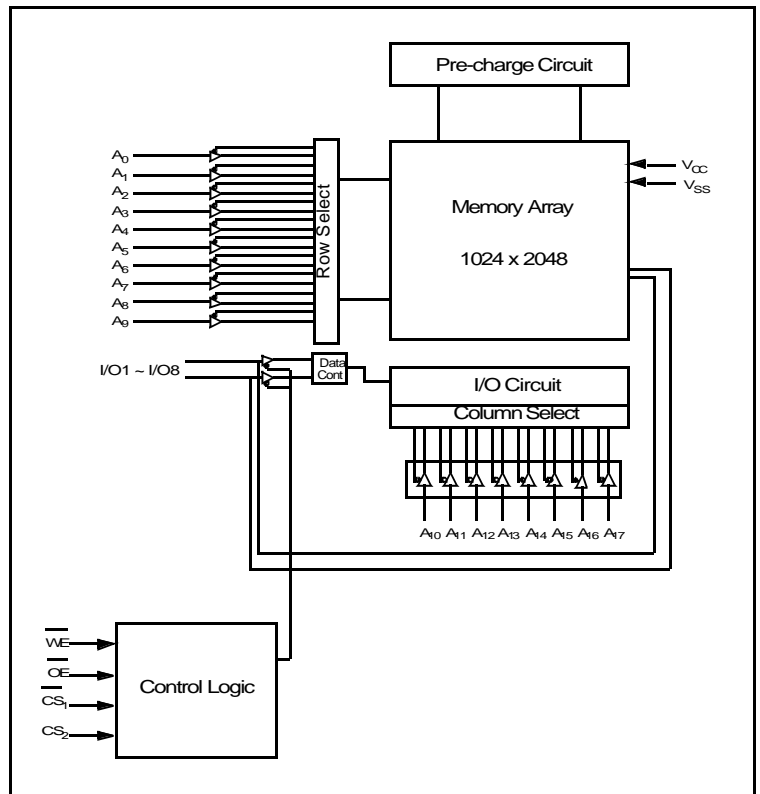 Pre-charge Circuit
A0
A1
A2
A3
A4
A5
A6
A7
A8
A9
Row Select
Memory Array
1024 x 2048
VCC
VSS
I/O1 ~ I/O8
Data
Cont
I/O Circuit
Column Select
A10 A11 A12 A13 A14 A15 A16 A17
WE
OE
CS1
CS2
Control Logic